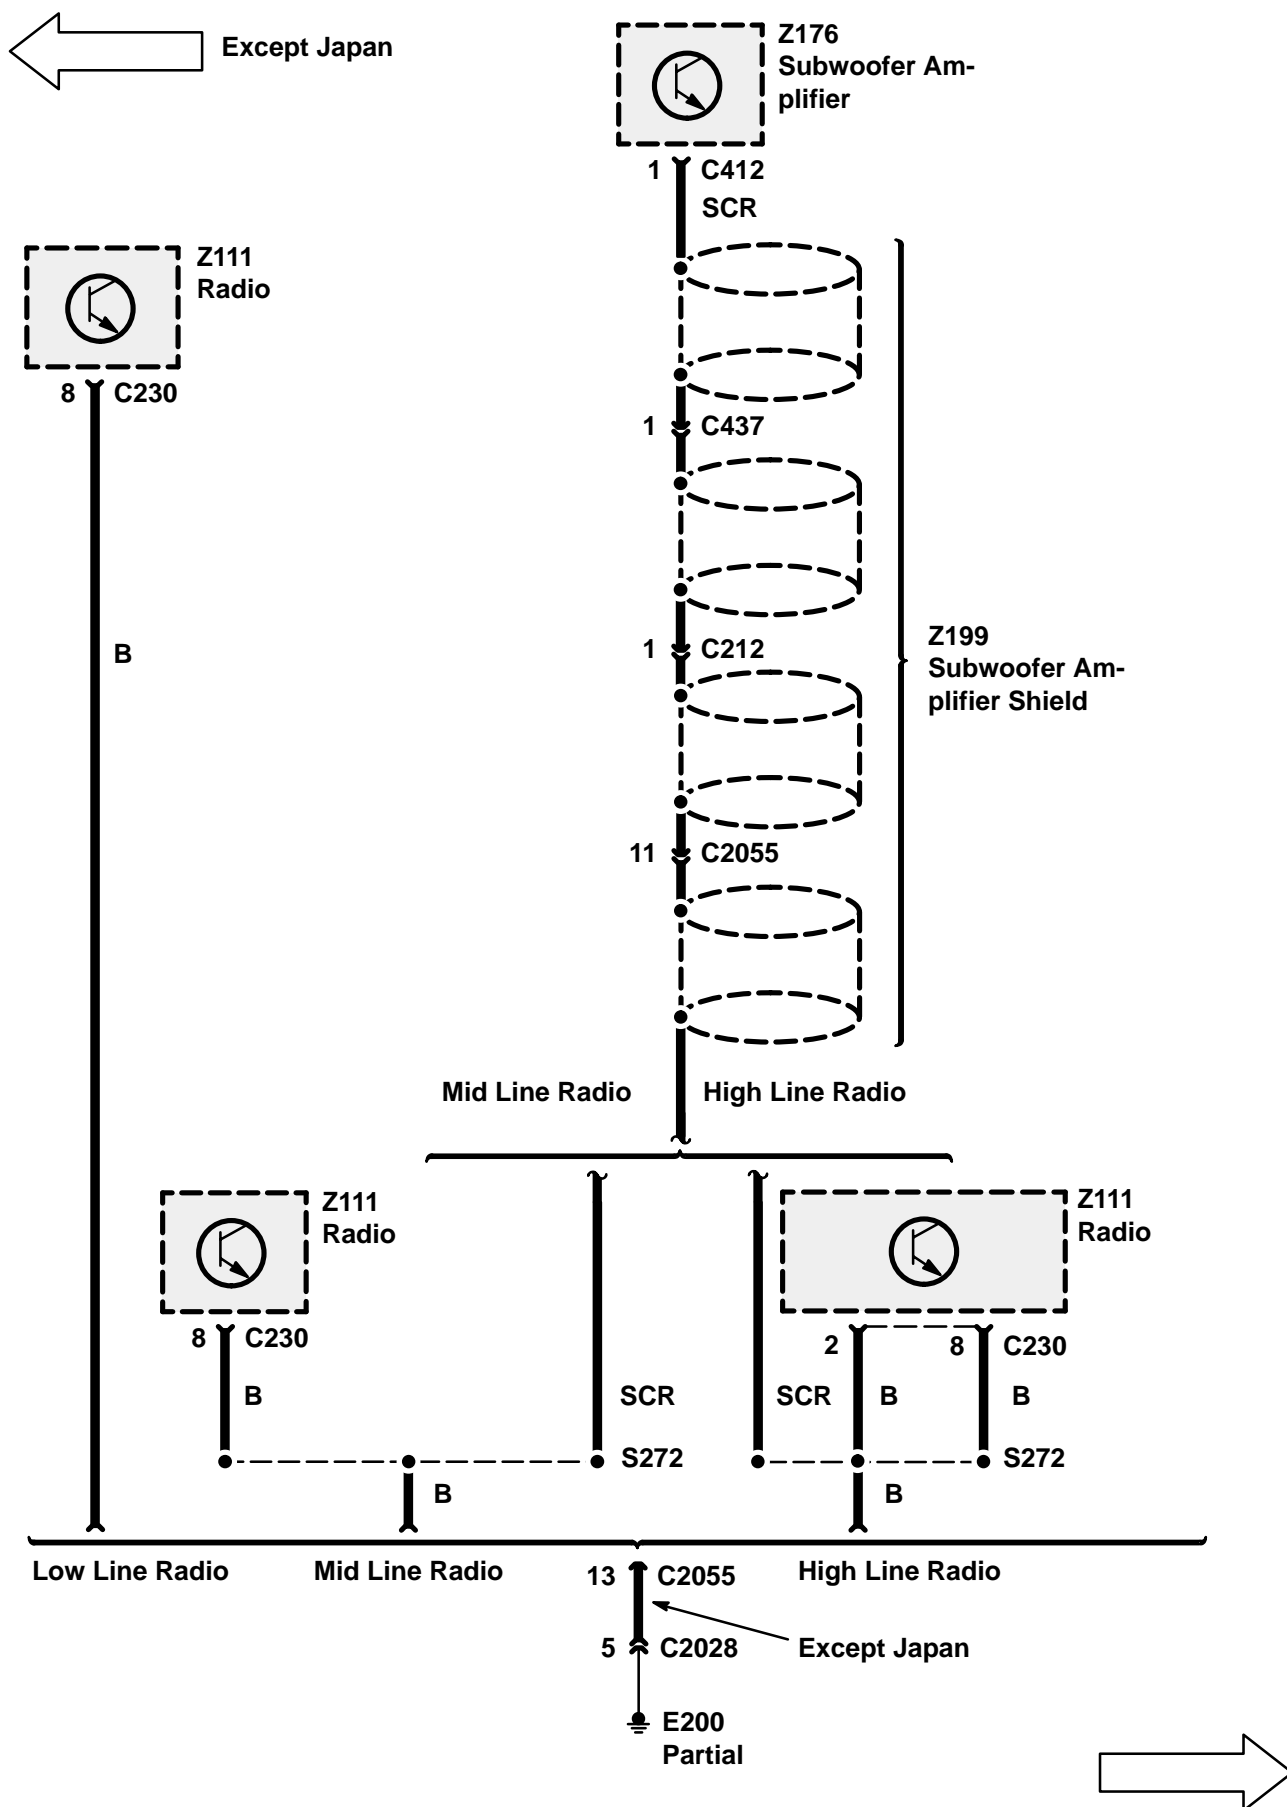 Except Japan
Z176
Subwoofer Am-
plifier
1 C412
SCR
Z111
Radio
8 C230
1 C437
B
1 C212
Z199
Subwoofer Am-
plifier Shield
11 C2055
Mid Line Radio High Line Radio
Z111
Radio
Z111
Radio
8 C230
2 8 C230
B SCR SCR B B
S272 S272
B B
Low Line Radio Mid Line Radio 13 C2055 High Line Radio
5 C2028 Except Japan
E200
Partial